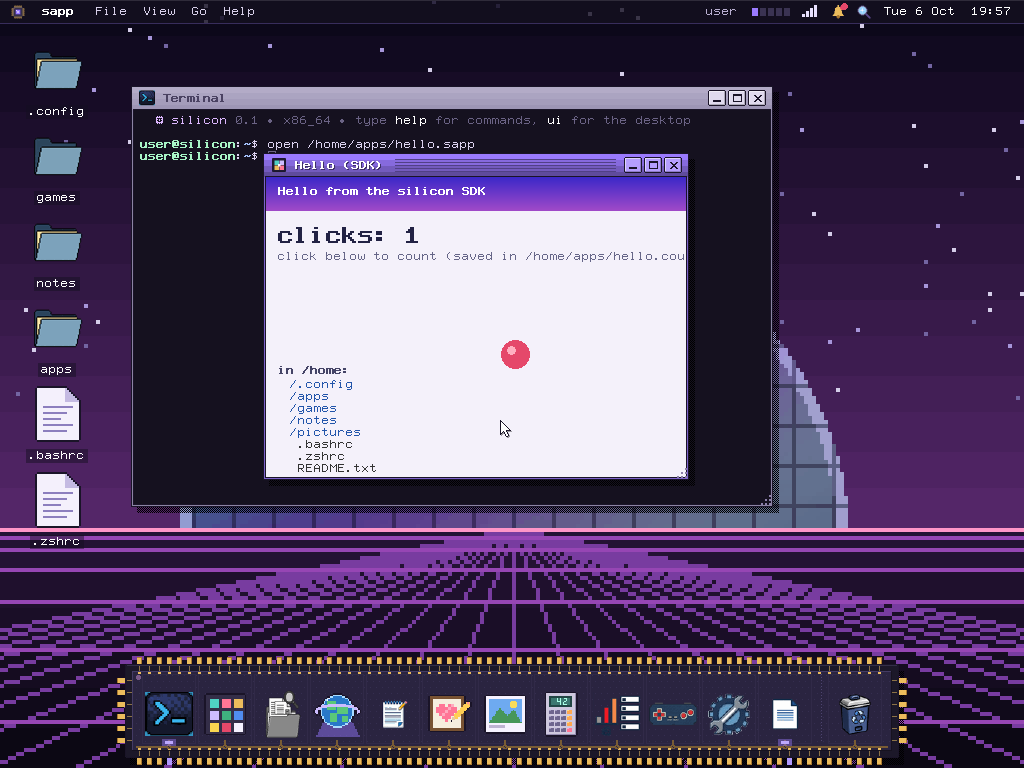 sapp File View Go Help user Tue 6 Oct 19:57
.config
games
notes
apps
.bashrc
.zshrc
Terminal
silicon 0.1 • x86_64 • type help for commands, ui for the desktop
user@silicon:~$ open /home/apps/hello.sapp
user@silicon:~$
Hello (SDK)
Hello from the silicon SDK
clicks: 1
click below to count (saved in /home/apps/hello.cou
in /home:
/.config
/apps
/games
/notes
/pictures
.bashrc
.zshrc
README.txt
42